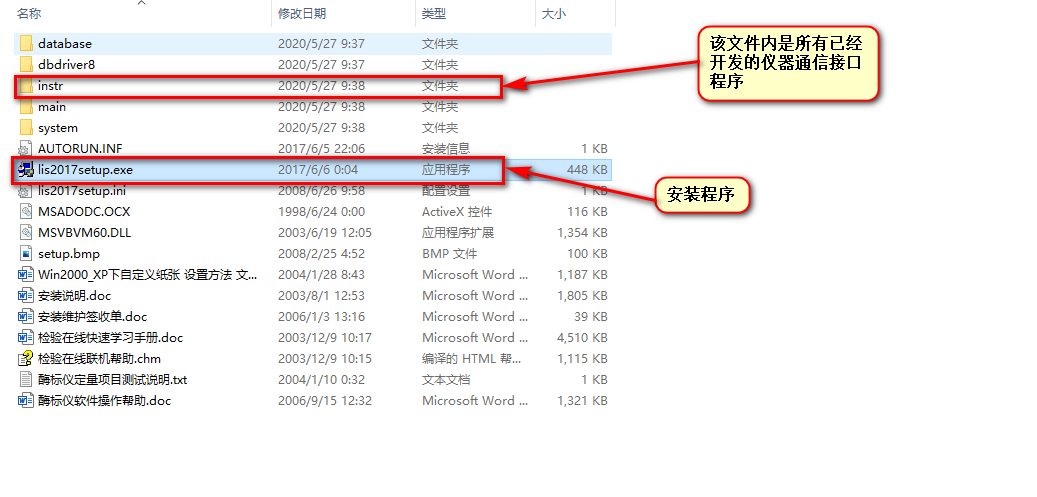 名称 修改日期 类型 大小
database 2020/5/27 9:37 文件夹
dbdriver8 2020/5/27 9:37 文件夹
instr 2020/5/27 9:38 文件夹
main 2020/5/27 9:38 文件夹
system 2020/5/27 9:38 文件夹
AUTORUN.INF 2017/6/5 22:06 安装信息 1 KB
lis2017setup.exe 2017/6/6 0:04 应用程序 448 KB
lis2017setup.ini 2008/6/26 9:58 配置设置 1 KB
MSADODC.OCX 1998/6/24 0:00 ActiveX 控件 116 KB
MSVBVM60.DLL 2003/6/19 12:05 应用程序扩展 1,354 KB
setup.bmp 2008/2/25 4:52 BMP 文件 100 KB
Win2000_XP下自定义纸张 设置方法 文... 2004/1/28 8:43 Microsoft Word ... 1,187 KB
安装说明.doc 2003/8/1 12:53 Microsoft Word ... 1,805 KB
安装维护签收单.doc 2006/1/3 13:16 Microsoft Word ... 39 KB
检验在线快速学习手册.doc 2003/12/9 10:17 Microsoft Word ... 4,510 KB
检验在线联机帮助.chm 2003/12/9 10:15 编译的 HTML 帮... 1,115 KB
酶标仪定量项目测试说明.txt 2004/1/10 0:32 文本文档 1 KB
酶标仪软件操作帮助.doc 2006/9/15 12:32 Microsoft Word ... 1,321 KB
该文件内是所有已经
开发的仪器通信接口
程序
安装程序